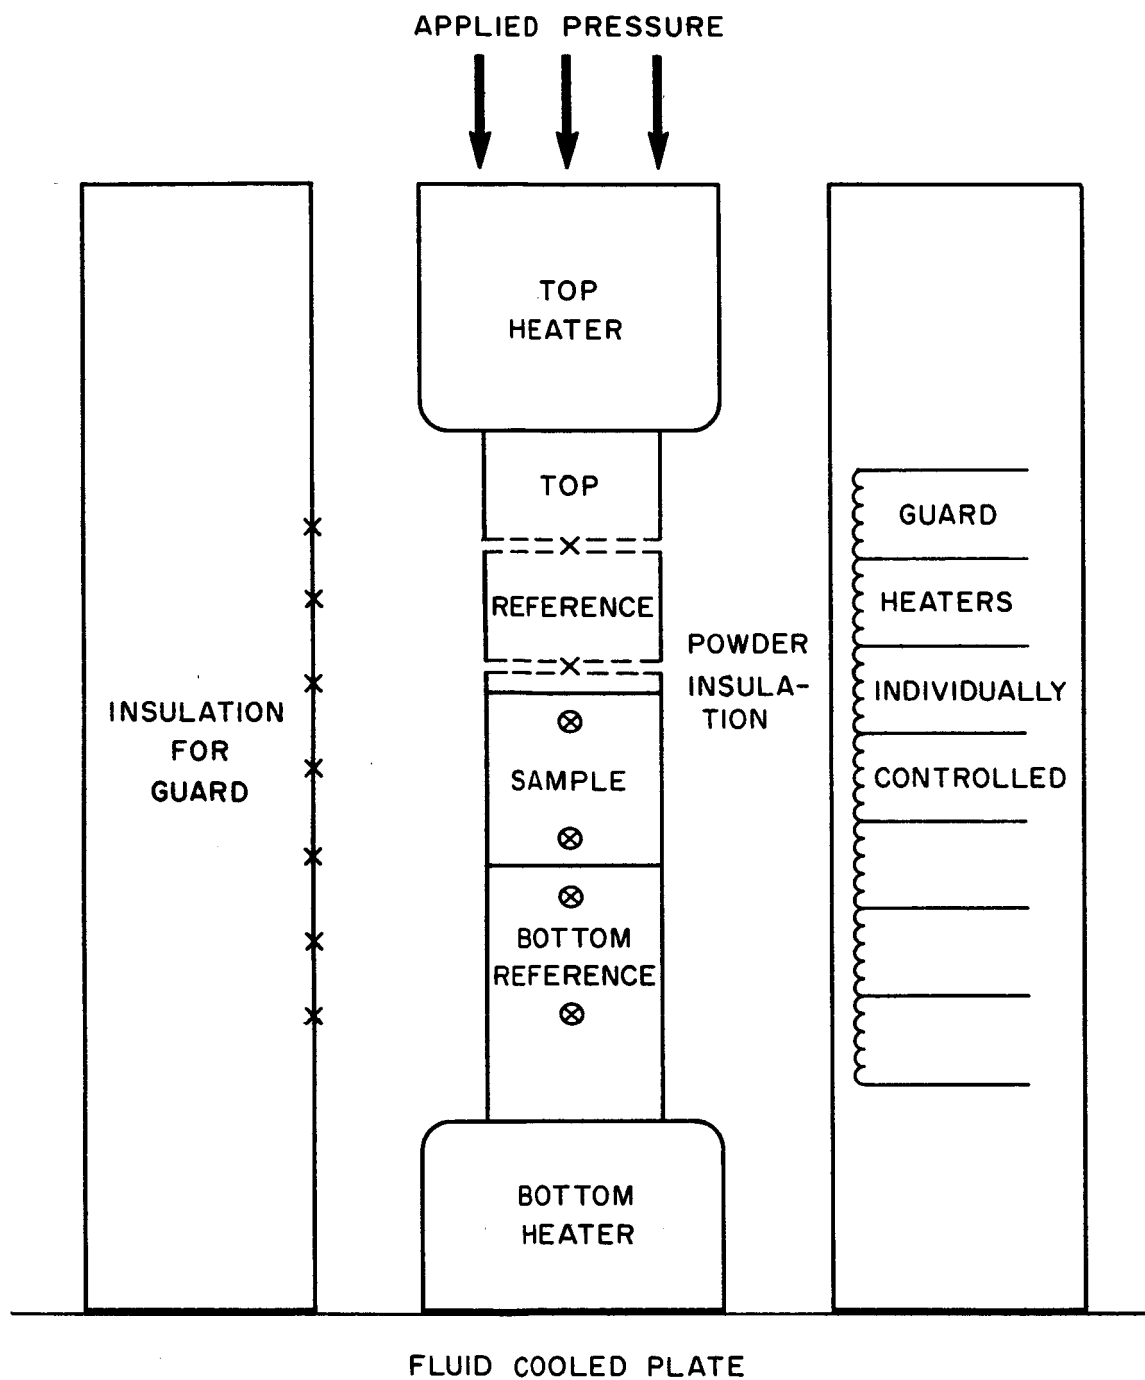 APPLIED PRESSURE
TOP
HEATER
TOP
REFERENCE
SAMPLE
BOTTOM
REFERENCE
BOTTOM
HEATER
INSULATION
FOR
GUARD
POWDER
INSULA-
TION
GUARD
HEATERS
INDIVIDUALLY
CONTROLLED
FLUID COOLED PLATE